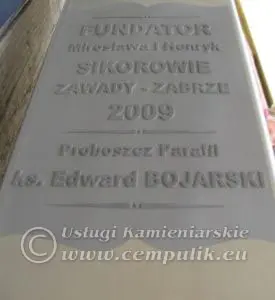 FUNDATOR
Mirosława i Henryk
SIKOROWIE
ZAWADY - ZABRZE
2009
Proboszcz Parafii
ks. Edward BOJARSKI
Usługi Kamieniarskie
© www.cempulik.eu